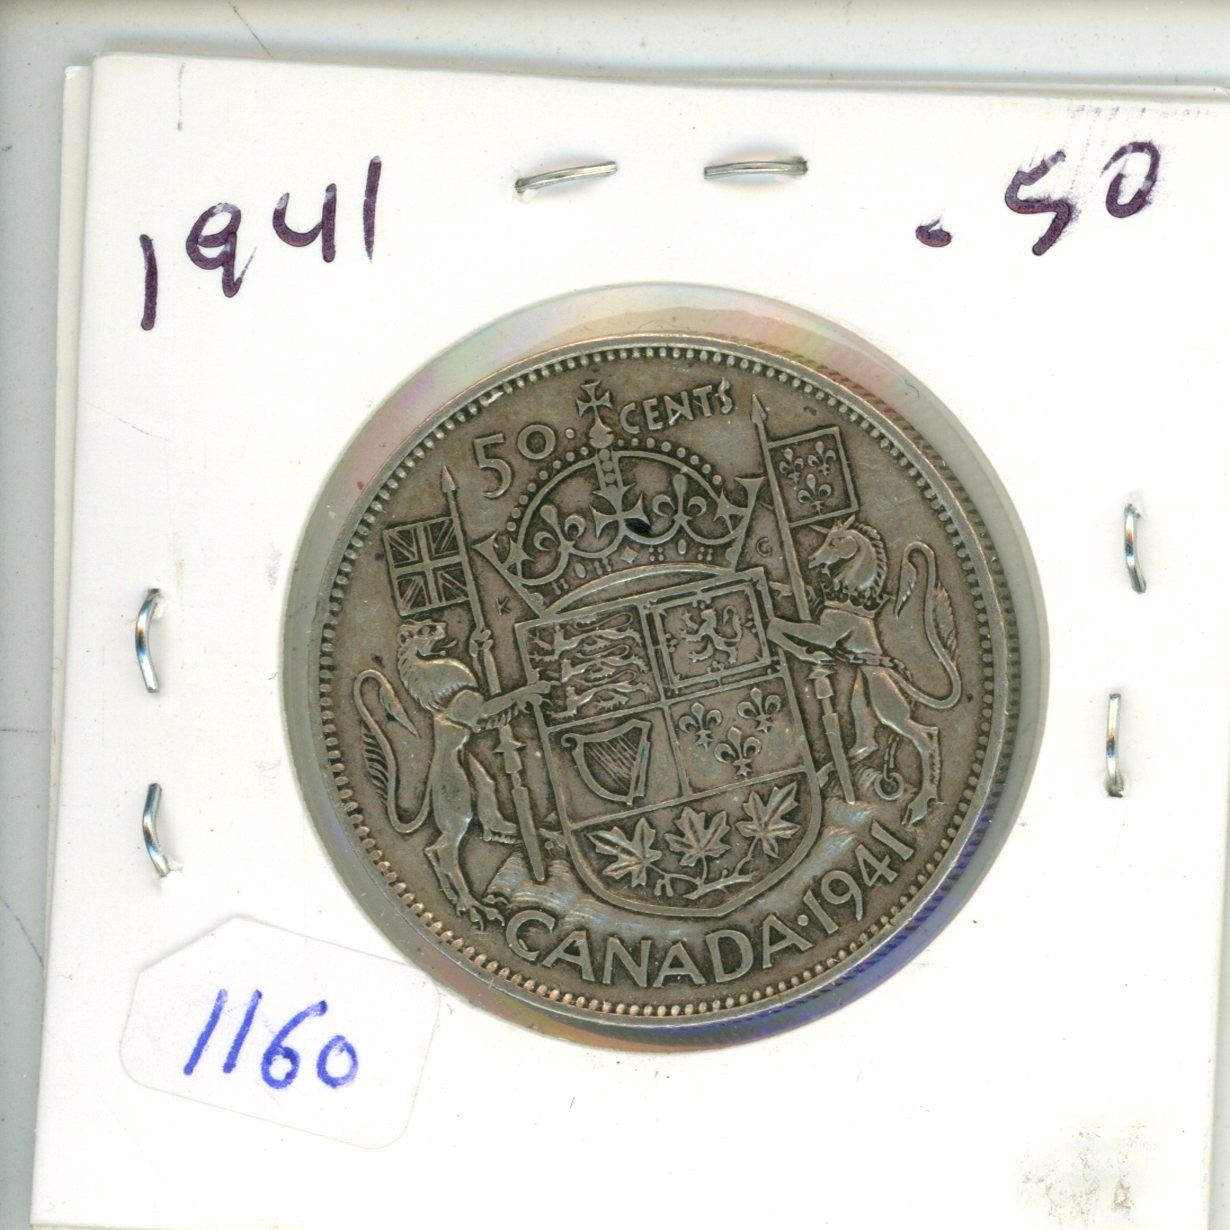 1941 .50
50· CENTS
K G
CANADA·1941
1160